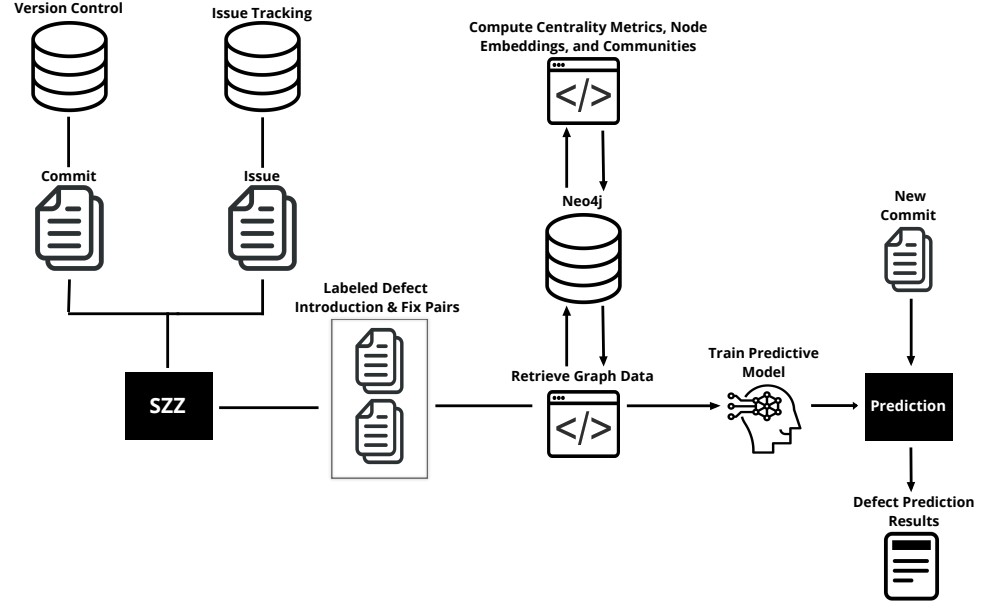 Version Control
Issue Tracking
Compute Centrality Metrics, Node
Embeddings, and Communities
</>
Commit
Issue
Neo4j
New
Commit
Labeled Defect
Introduction & Fix Pairs
Retrieve Graph Data
</>
Train Predictive
Model
SZZ
Prediction
Defect Prediction
Results